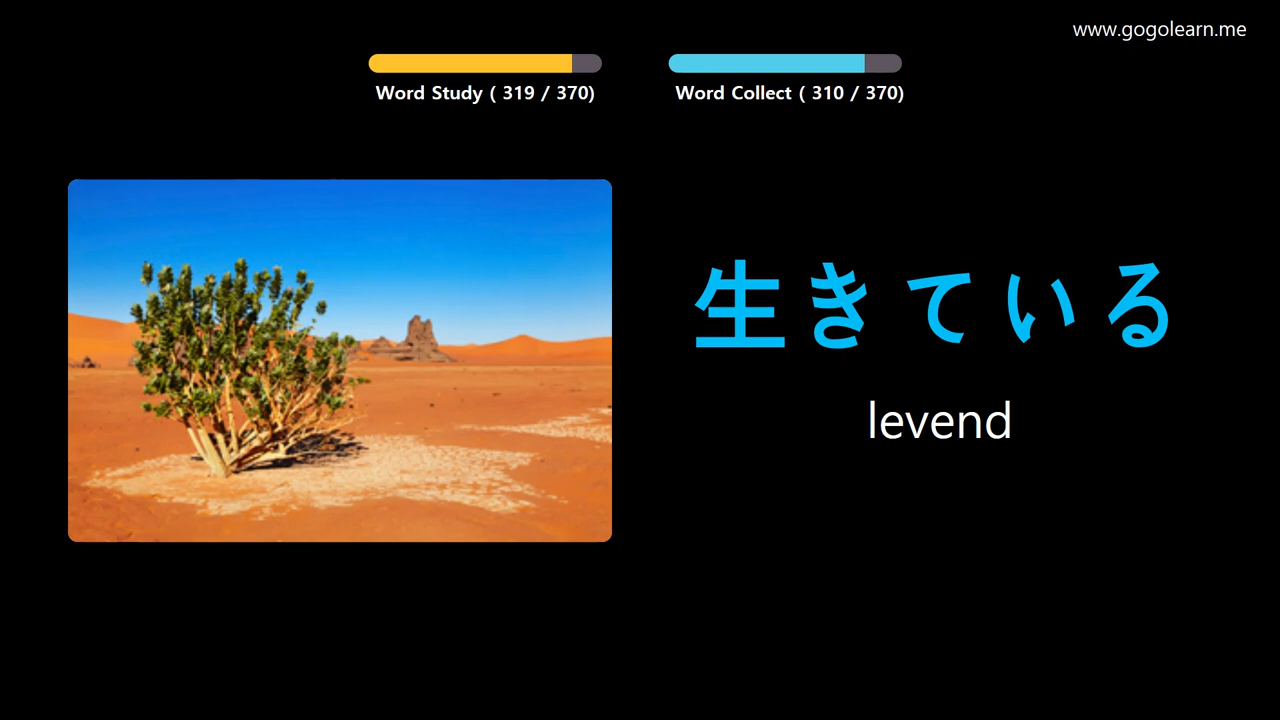 www.gogolearn.me
Word Study ( 319 / 370)
Word Collect ( 310 / 370)
生きている
levend